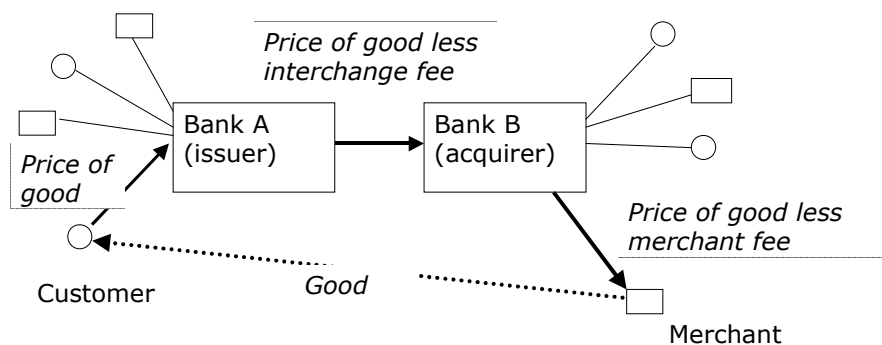 Price of good less
interchange fee
Bank A
(issuer)
Bank B
(acquirer)
Price of
good
Price of good less
merchant fee
Good
Customer
Merchant